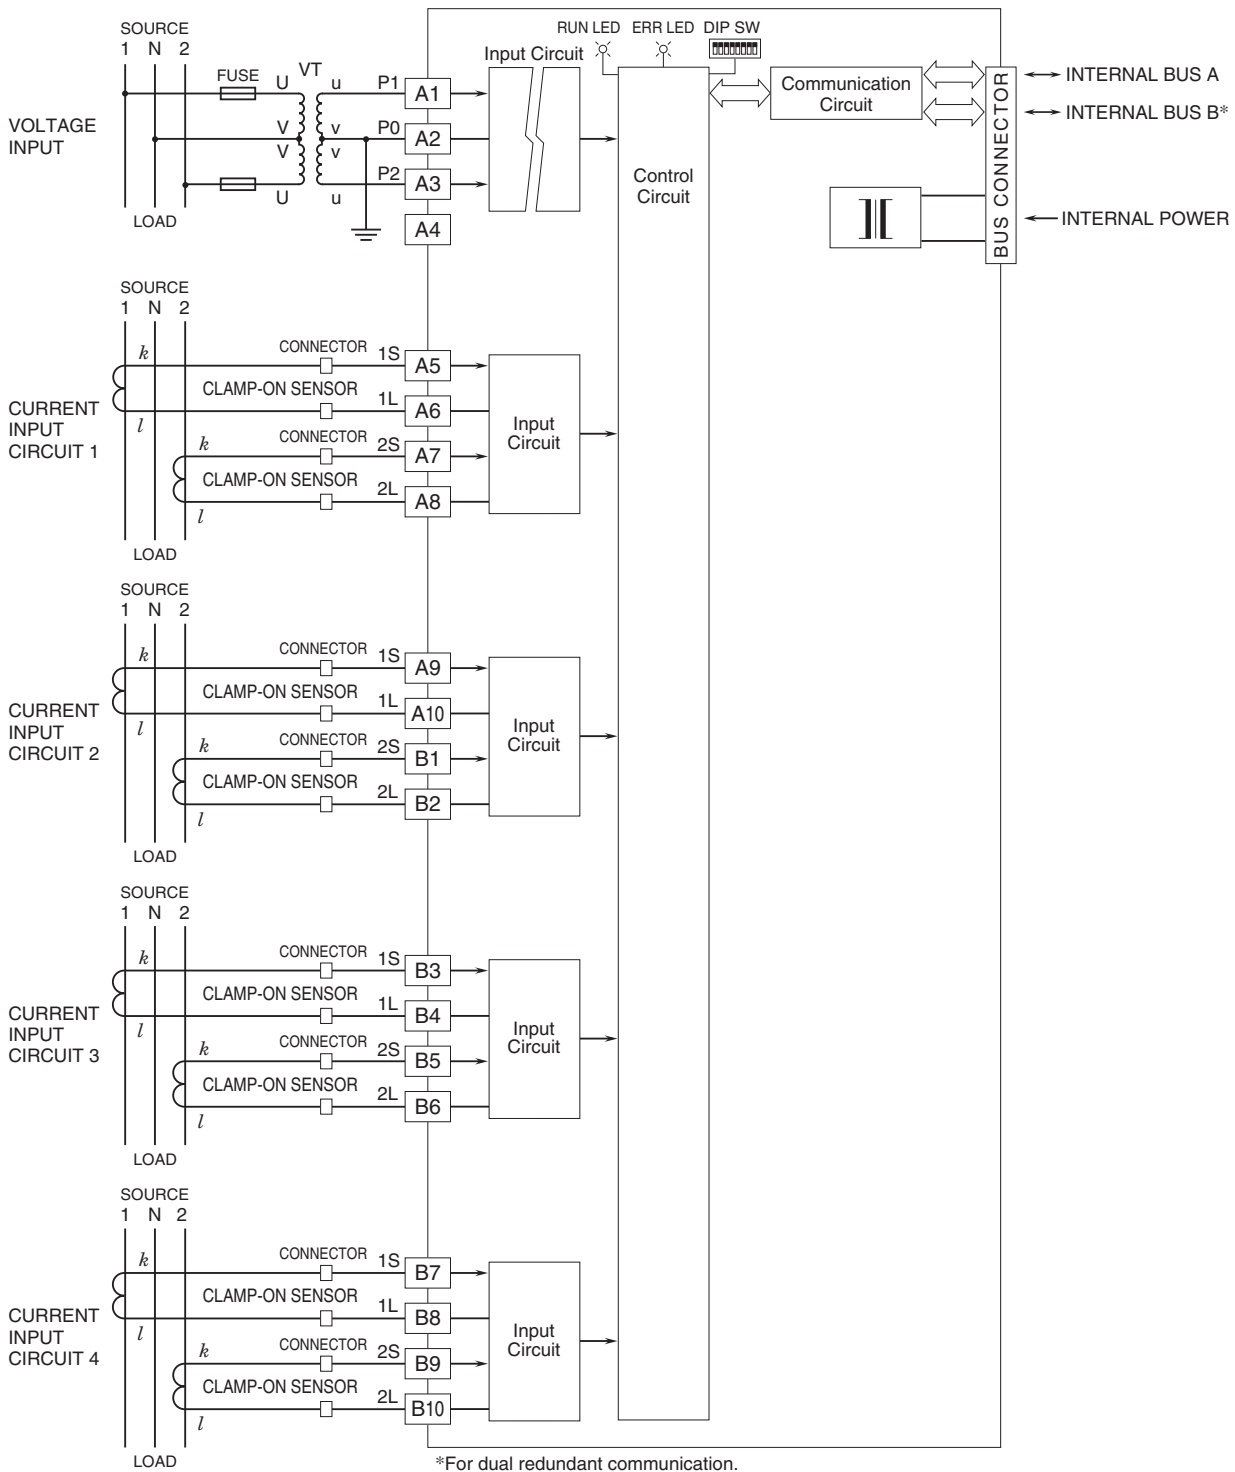 SOURCE
1 N 2
FUSE
U
VT
u
P1
A1
V
v
P0
A2
V
v
P2
A3
U
u
A4
VOLTAGE
INPUT
LOAD
RUN LED
ERR LED
DIP SW
Input Circuit
Control
Circuit
Communication
Circuit
BUS CONNECTOR
INTERNAL BUS A
INTERNAL BUS B*
INTERNAL POWER
SOURCE
1 N 2
CURRENT
INPUT
CIRCUIT 1
k
CONNECTOR
1S
A5
CLAMP-ON SENSOR
l
1L
A6
k
CONNECTOR
2S
A7
CLAMP-ON SENSOR
l
2L
A8
Input
Circuit
LOAD
SOURCE
1 N 2
CURRENT
INPUT
CIRCUIT 2
k
CONNECTOR
1S
A9
CLAMP-ON SENSOR
l
1L
A10
k
CONNECTOR
2S
B1
CLAMP-ON SENSOR
l
2L
B2
Input
Circuit
LOAD
SOURCE
1 N 2
CURRENT
INPUT
CIRCUIT 3
k
CONNECTOR
1S
B3
CLAMP-ON SENSOR
l
1L
B4
k
CONNECTOR
2S
B5
CLAMP-ON SENSOR
l
2L
B6
Input
Circuit
LOAD
SOURCE
1 N 2
CURRENT
INPUT
CIRCUIT 4
k
CONNECTOR
1S
B7
CLAMP-ON SENSOR
l
1L
B8
k
CONNECTOR
2S
B9
CLAMP-ON SENSOR
l
2L
B10
Input
Circuit
LOAD
*For dual redundant communication.